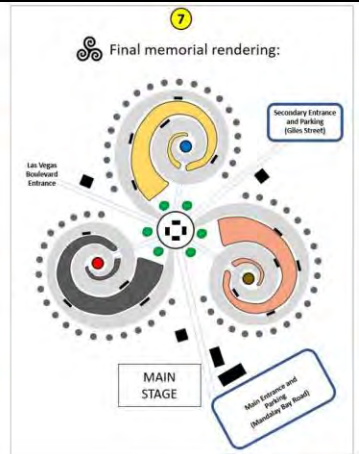 7
Final memorial rendering:
Secondary Entrance
and Parking
(Giles Street)
Las Vegas
Boulevard
Entrance
MAIN
STAGE
Main Entrance and
Parking
(Mandalay Bay Road)